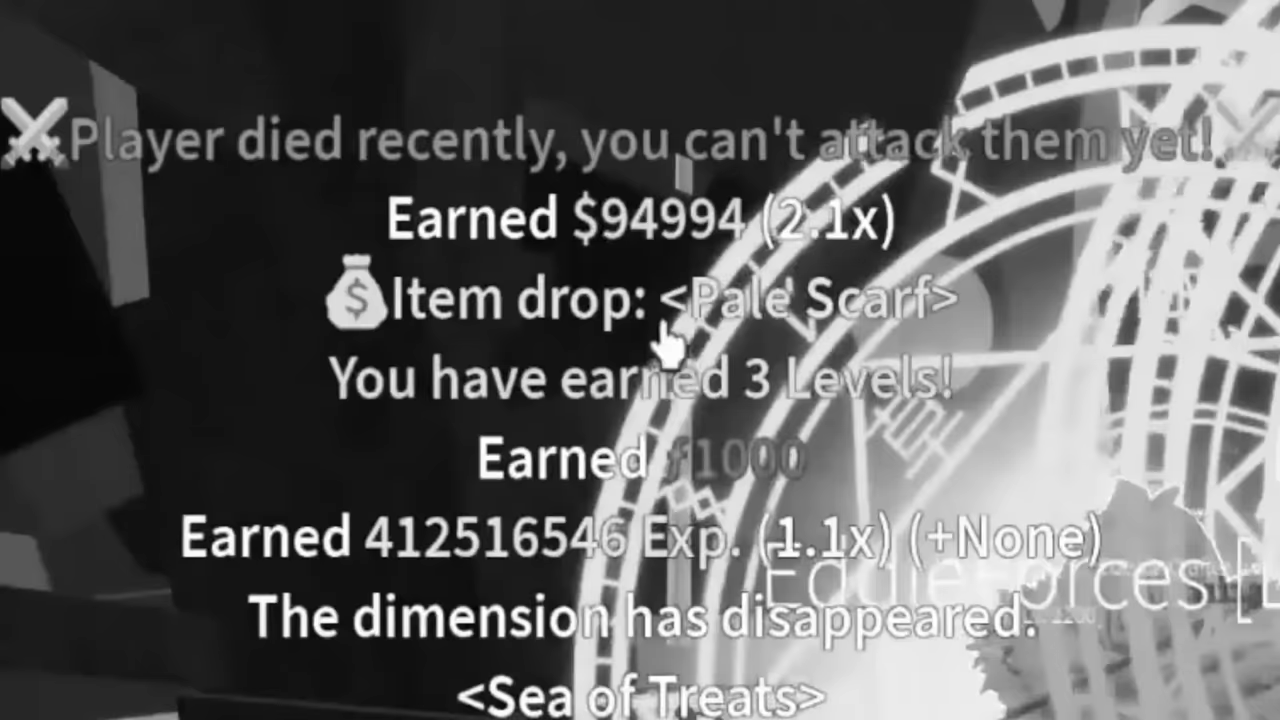 Player died recently, you can't attack them yet!
Earned $94994 (2.1x)
Item drop: <Pale Scarf>
You have earned 3 Levels!
Earned ƒ1000
Earned 412516546 Exp. (1.1x) (+None)
The dimension has disappeared.
<Sea of Treats>